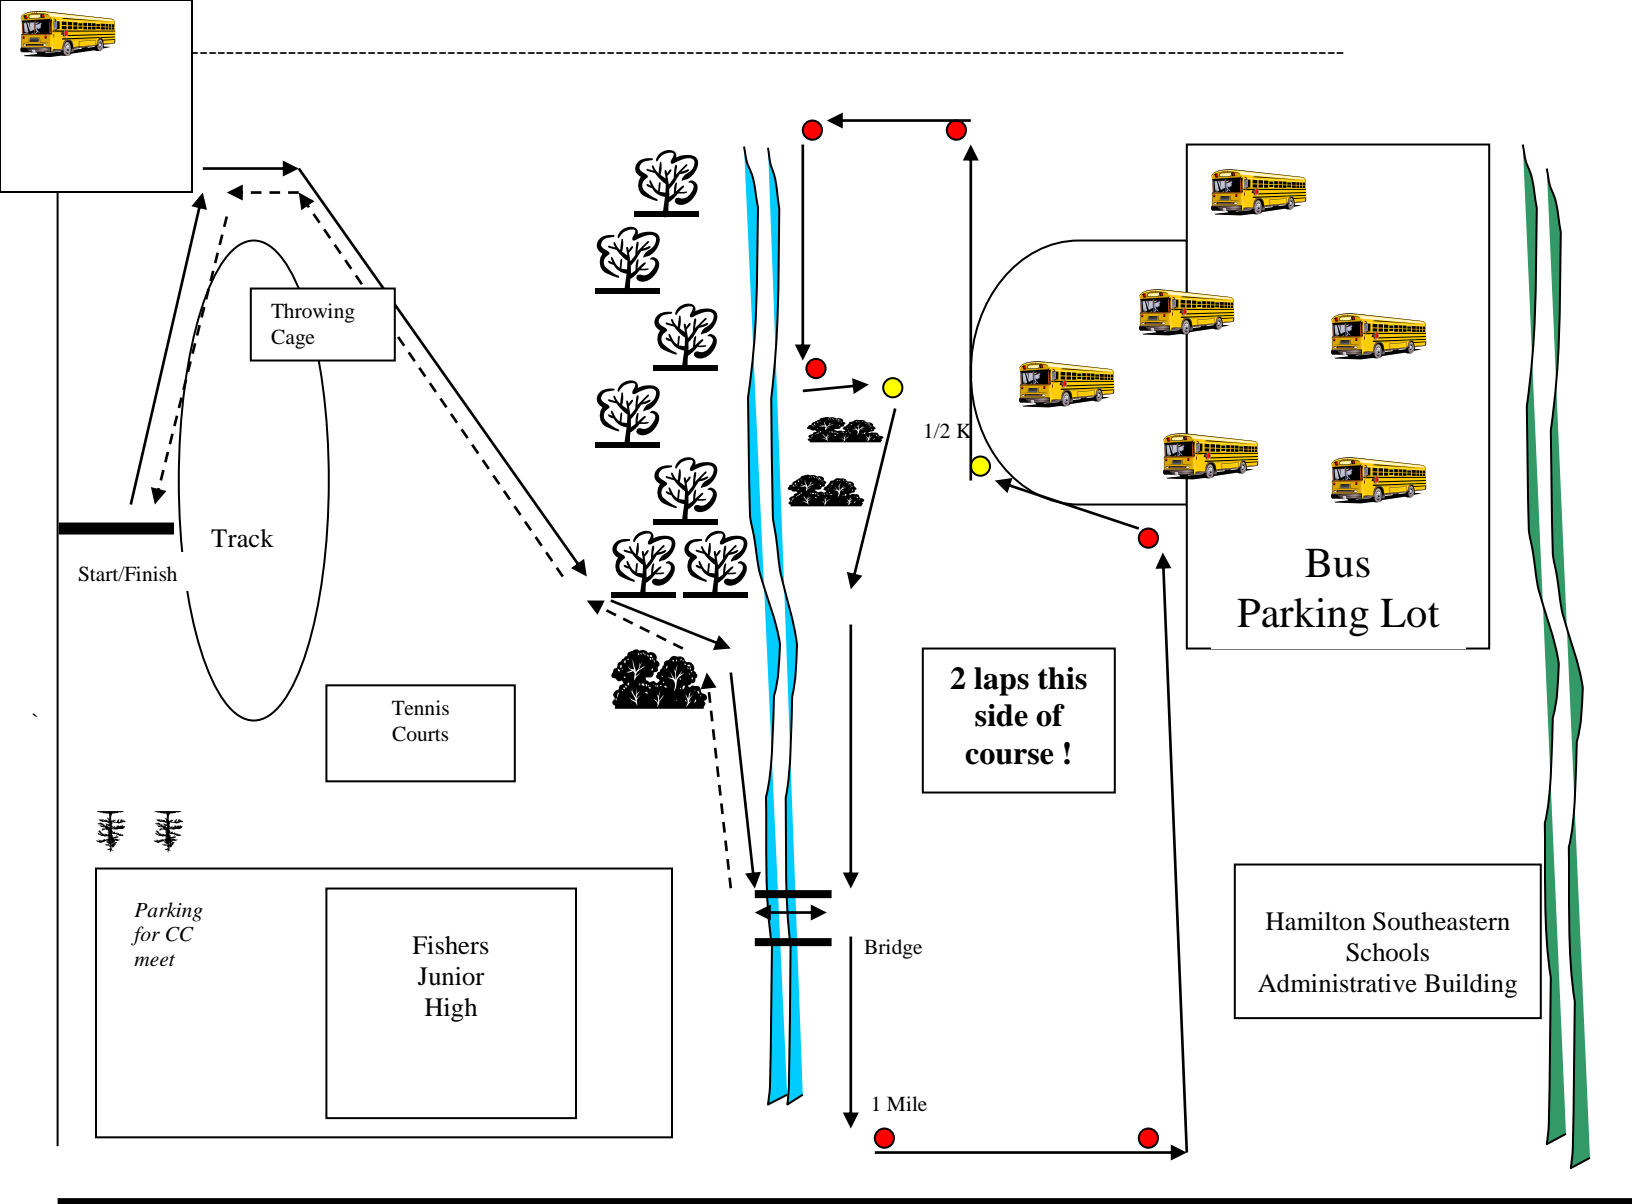 Throwing
Cage
1/2 K
Track
Start/Finish
Bus
Parking Lot
2 laps this
side of
course !
Tennis
Courts
`
Parking
for CC
meet
Fishers
Junior
High
Bridge
Hamilton Southeastern
Schools
Administrative Building
1 Mile